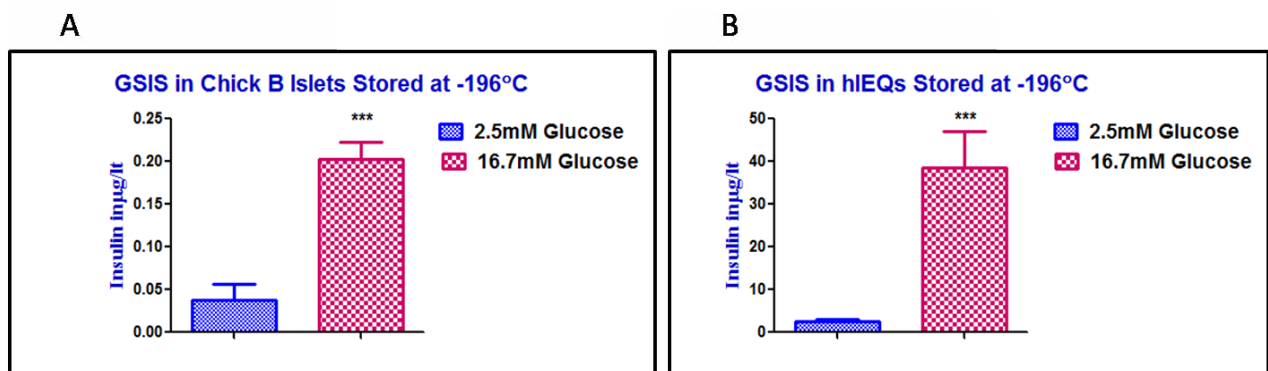 A
GSIS in Chick B Islets Stored at -196°C
***
2.5mM Glucose
16.7mM Glucose
Insulin inµg/lt
0.25
0.20
0.15
0.10
0.05
0.00
B
GSIS in hIEQs Stored at -196°C
***
2.5mM Glucose
16.7mM Glucose
Insulin inµg/lt
50
40
30
20
10
0